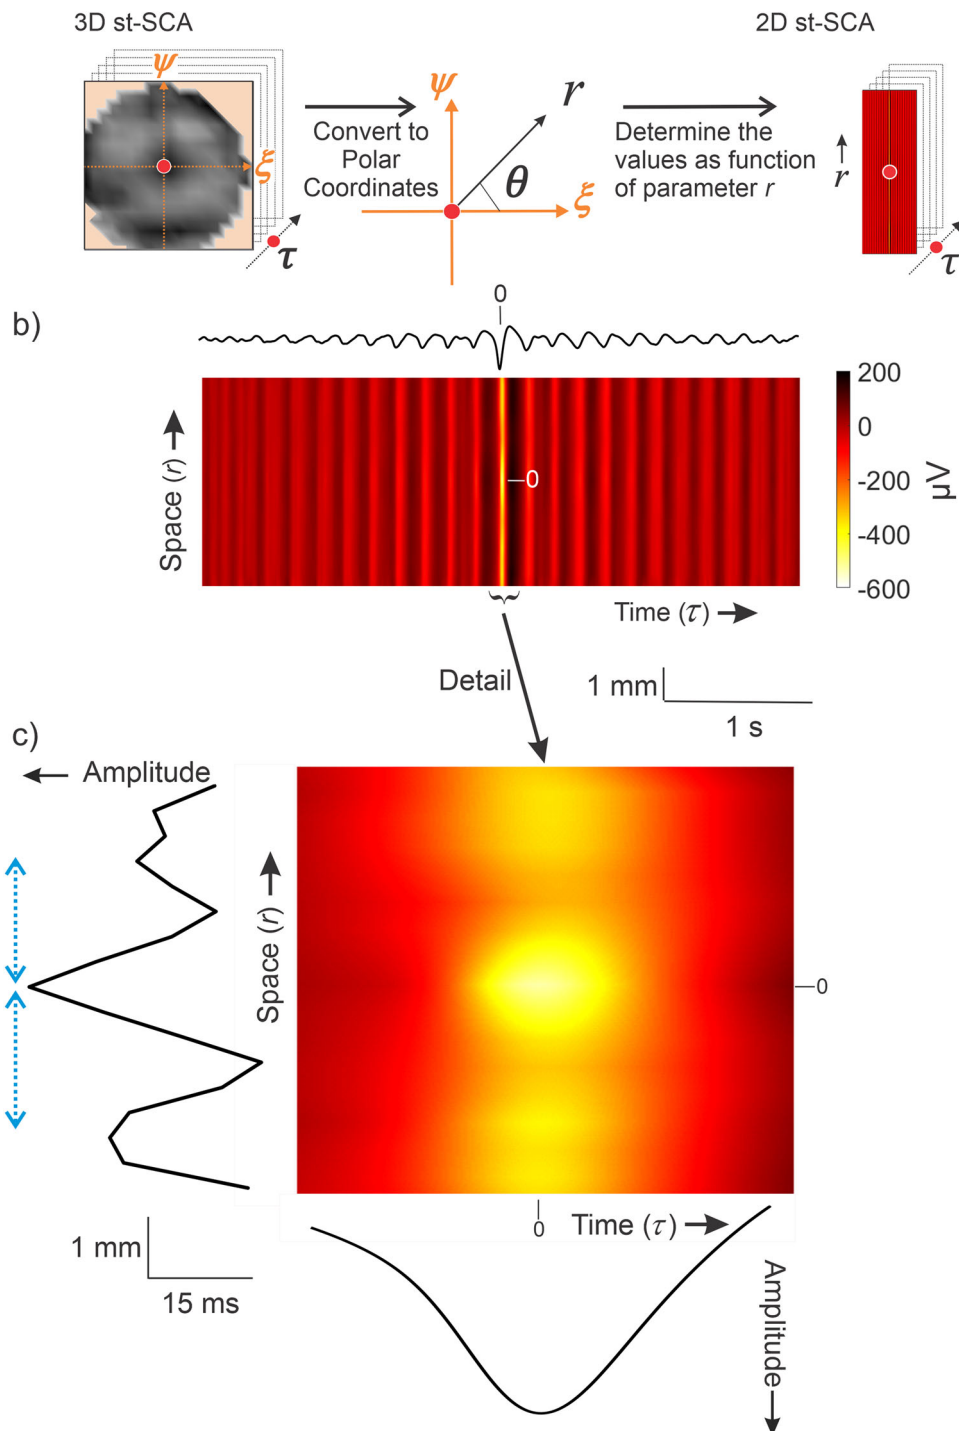 3D st-SCA
2D st-SCA
ψ
ξ
τ
Convert to
Polar
Coordinates
ψ
r
θ
ξ
Determine the
values as function
of parameter r
r
τ
b)
0
Space (r)
0
Time (τ)
200
0
-200
-400
-600
µV
Detail
1 mm
1 s
c)
Amplitude
Space (r)
0
0
Time (τ)
1 mm
15 ms
Amplitude